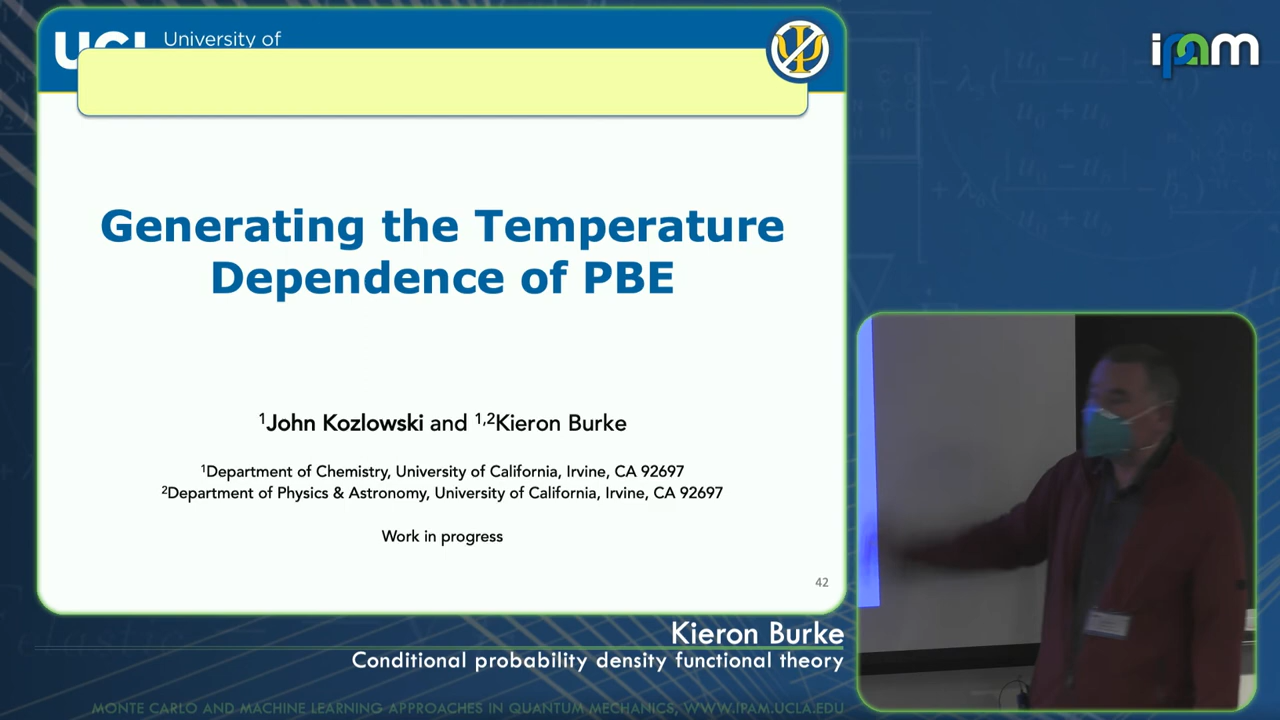 UCI University of
ipam
Generating the Temperature
Dependence of PBE
¹John Kozlowski and ¹,²Kieron Burke
¹Department of Chemistry, University of California, Irvine, CA 92697
²Department of Physics & Astronomy, University of California, Irvine, CA 92697
Work in progress
42
Kieron Burke
Conditional probability density functional theory
MONTE CARLO AND MACHINE LEARNING APPROACHES IN QUANTUM MECHANICS, WWW.IPAM.UCLA.EDU